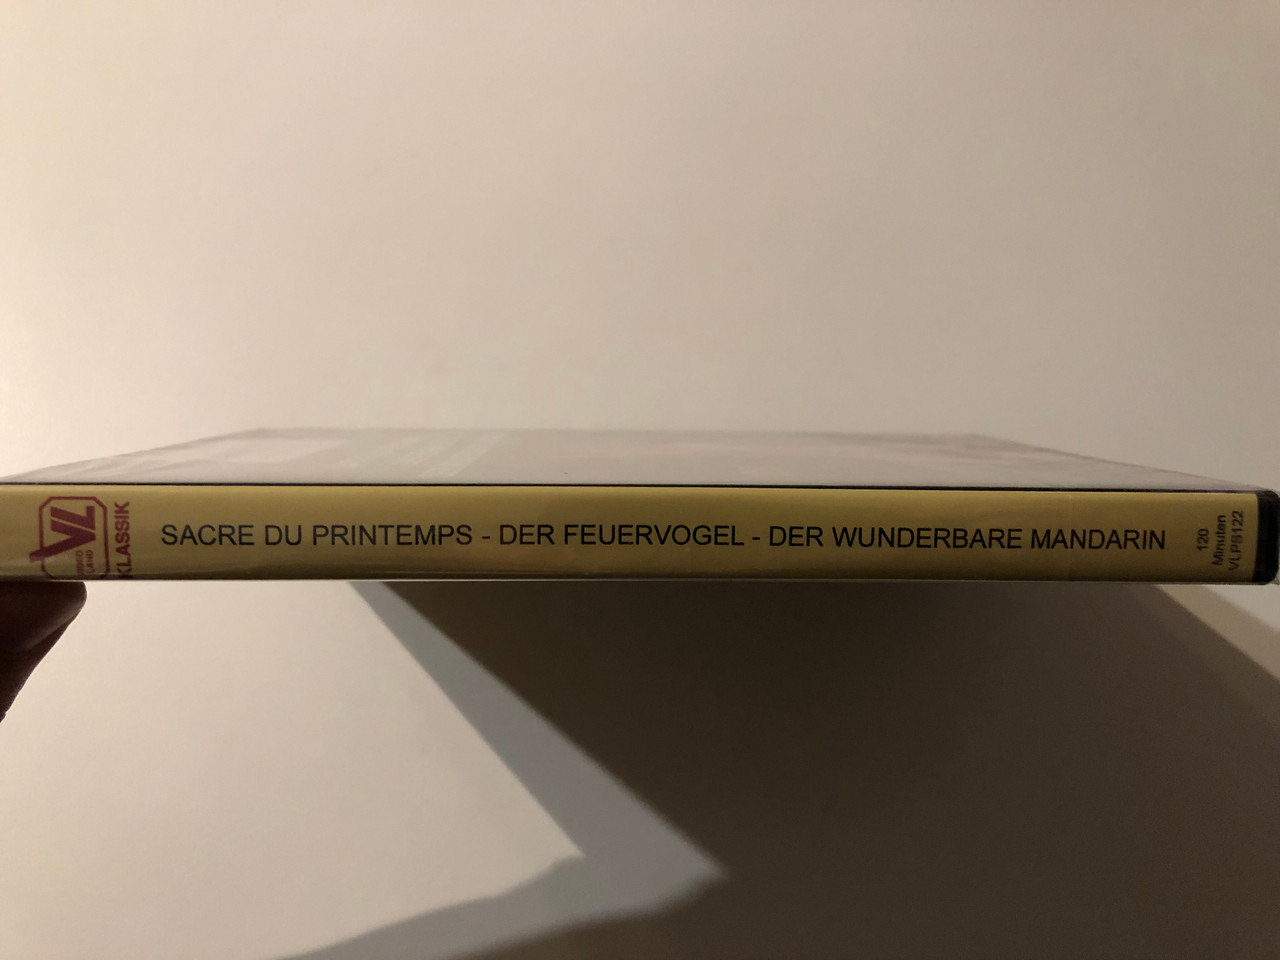 VL
KLASSIK
SACRE DU PRINTEMPS - DER FEUERVOGEL - DER WUNDERBARE MANDARIN
120
Minuten
VLPS122